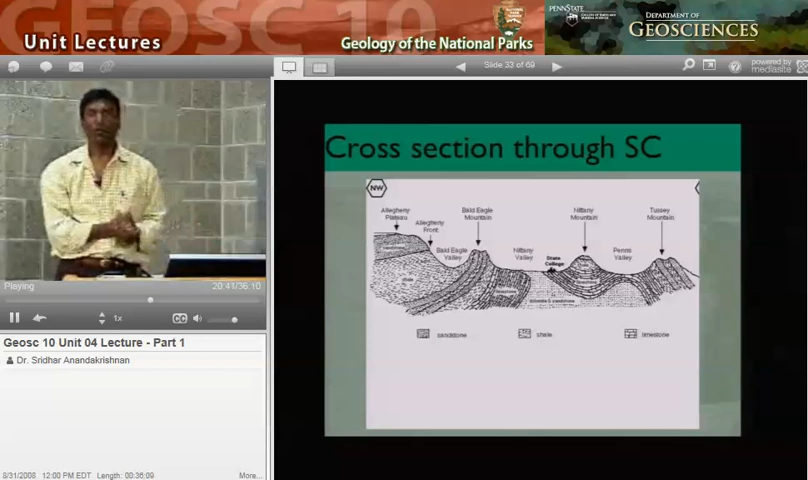 GEOSC 10
Unit Lectures
Geology of the National Parks
NATIONAL PARK SERVICE
PENNSTATE
DEPARTMENT OF
GEOSCIENCES
Slide 33 of 69
powered by
mediasite
Cross section through SC
NW
Allegheny
Plateau
Allegheny
Front
Bald Eagle
Mountain
Nittany
Mountain
Tussey
Mountain
Bald Eagle
Valley
Nittany
Valley
State
College
Penns
Valley
sandstone
shale
limestone
Playing
20:41/36:10
1x
CC
Geosc 10 Unit 04 Lecture - Part 1
Dr. Sridhar Anandakrishnan
8/31/2008 12:00 PM EDT Length: 00:36:09
More...